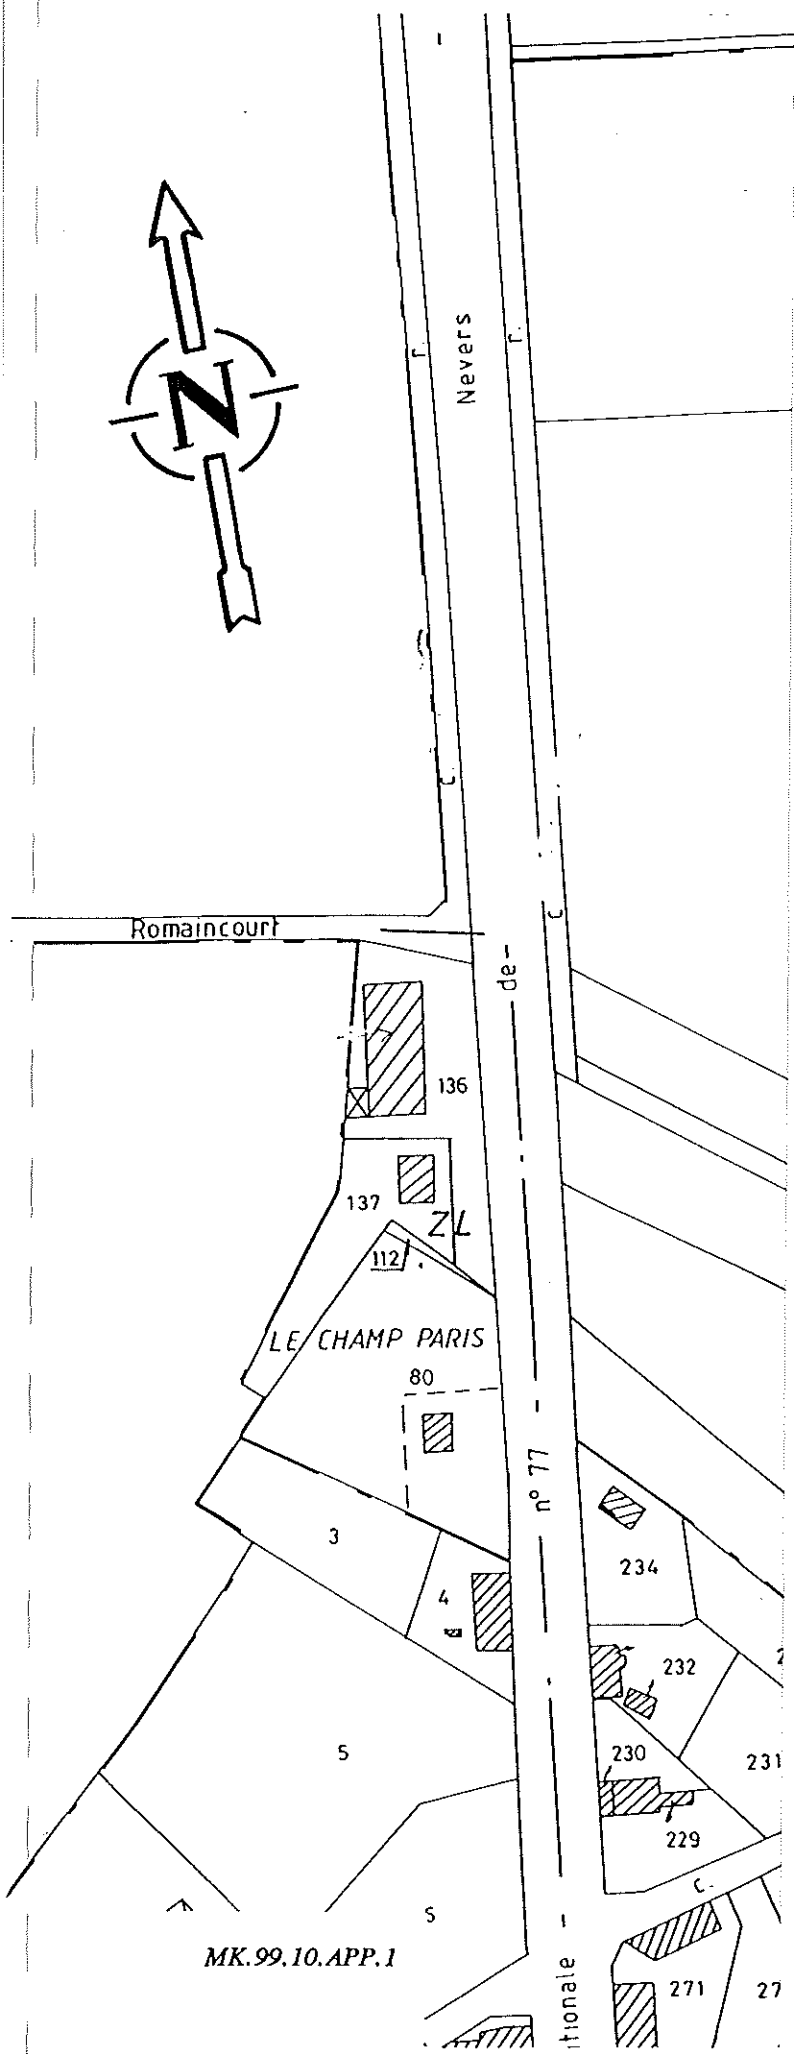 Nevers
r.
r.
N
C
Romaincourt
C
de
136
137
ZL
112
LE CHAMP PARIS
80
n° 77
3
234
4
232
5
230
231
229
C.
S
MK.99.10.APP.1
tionale
271
27